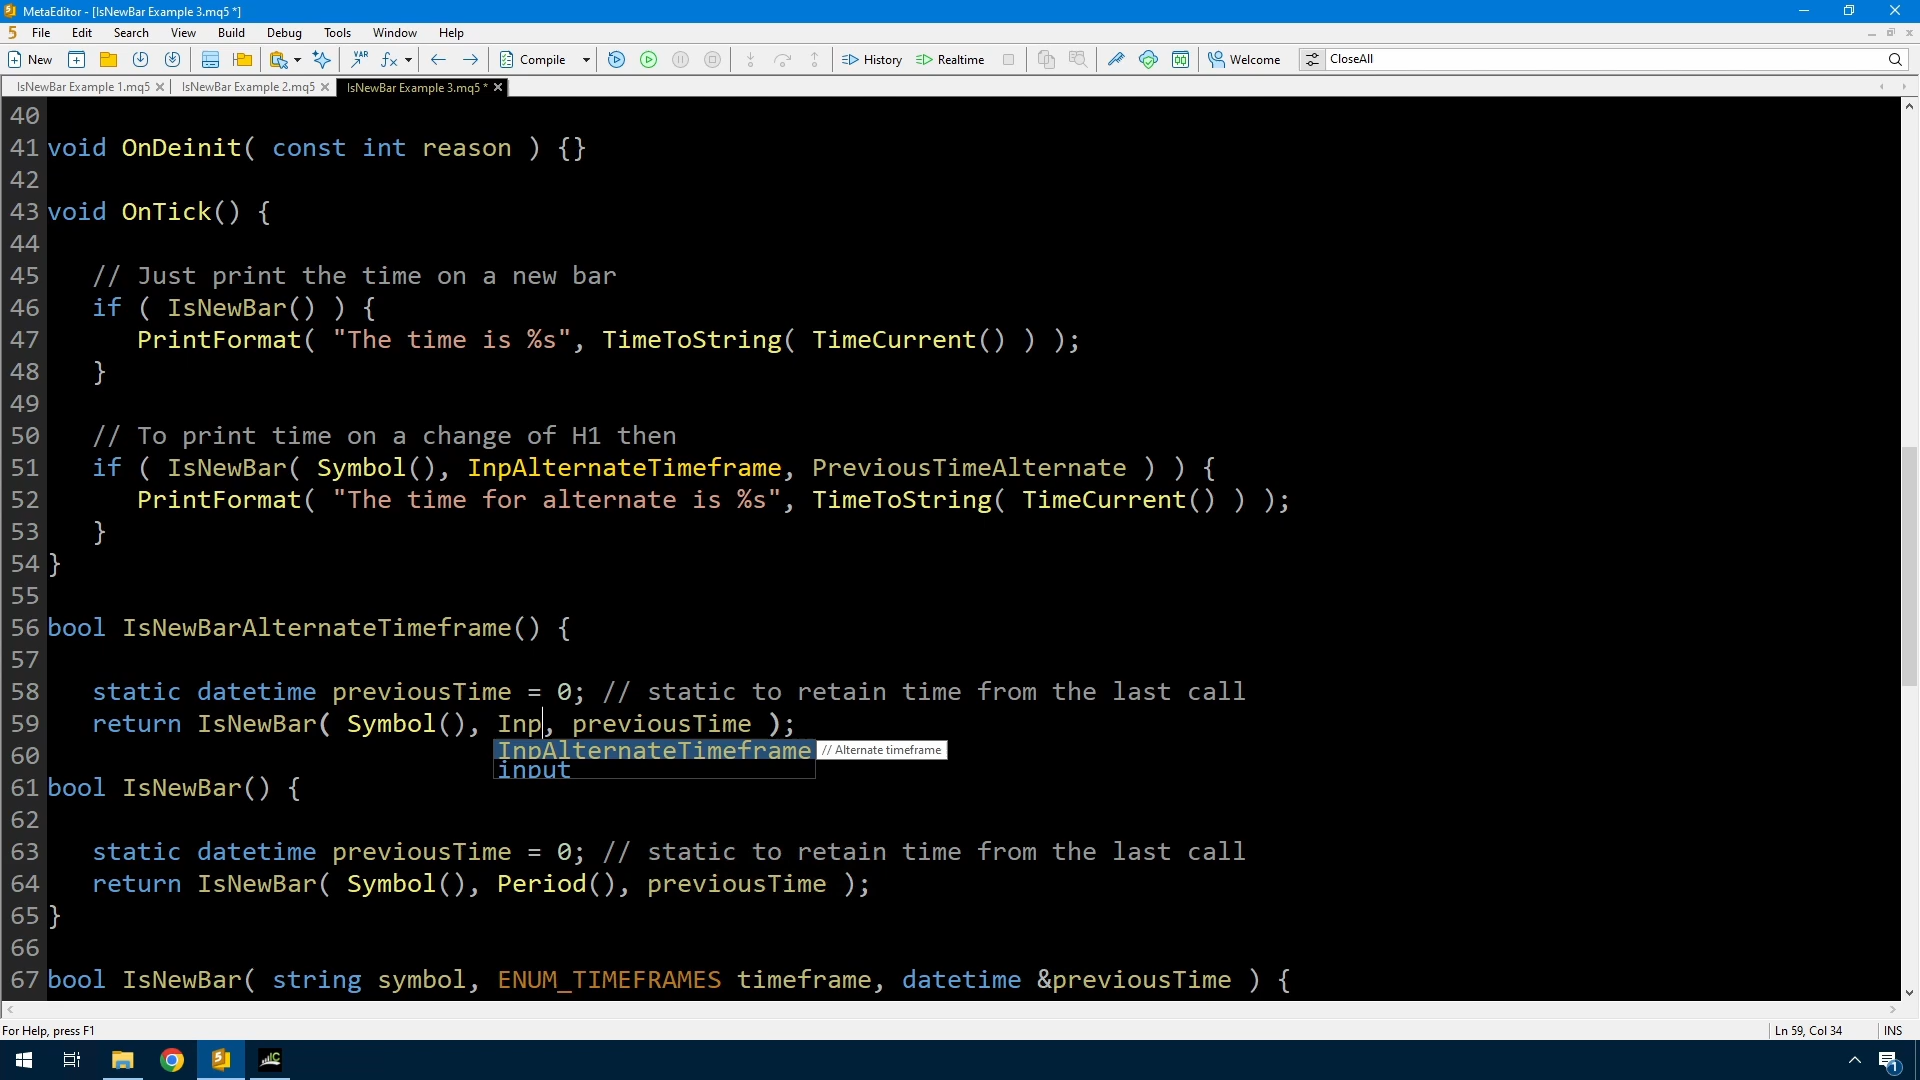 MetaEditor - [IsNewBar Example 3.mq5 *]
File Edit Search View Build Debug Tools Window Help
New Compile History Realtime Welcome CloseAll
IsNewBar Example 1.mq5 IsNewBar Example 2.mq5 IsNewBar Example 3.mq5 *
40
41 void OnDeinit( const int reason ) {}
42
43 void OnTick() {
44
45 // Just print the time on a new bar
46 if ( IsNewBar() ) {
47 PrintFormat( "The time is %s", TimeToString( TimeCurrent() ) );
48 }
49
50 // To print time on a change of H1 then
51 if ( IsNewBar( Symbol(), InpAlternateTimeframe, PreviousTimeAlternate ) ) {
52 PrintFormat( "The time for alternate is %s", TimeToString( TimeCurrent() ) );
53 }
54 }
55
56 bool IsNewBarAlternateTimeframe() {
57
58 static datetime previousTime = 0; // static to retain time from the last call
59 return IsNewBar( Symbol(), Inp, previousTime );
InpAlternateTimeframe // Alternate timeframe
60 input
61 bool IsNewBar() {
62
63 static datetime previousTime = 0; // static to retain time from the last call
64 return IsNewBar( Symbol(), Period(), previousTime );
65 }
66
67 bool IsNewBar( string symbol, ENUM_TIMEFRAMES timeframe, datetime &previousTime ) {
For Help, press F1 Ln 59, Col 34 INS